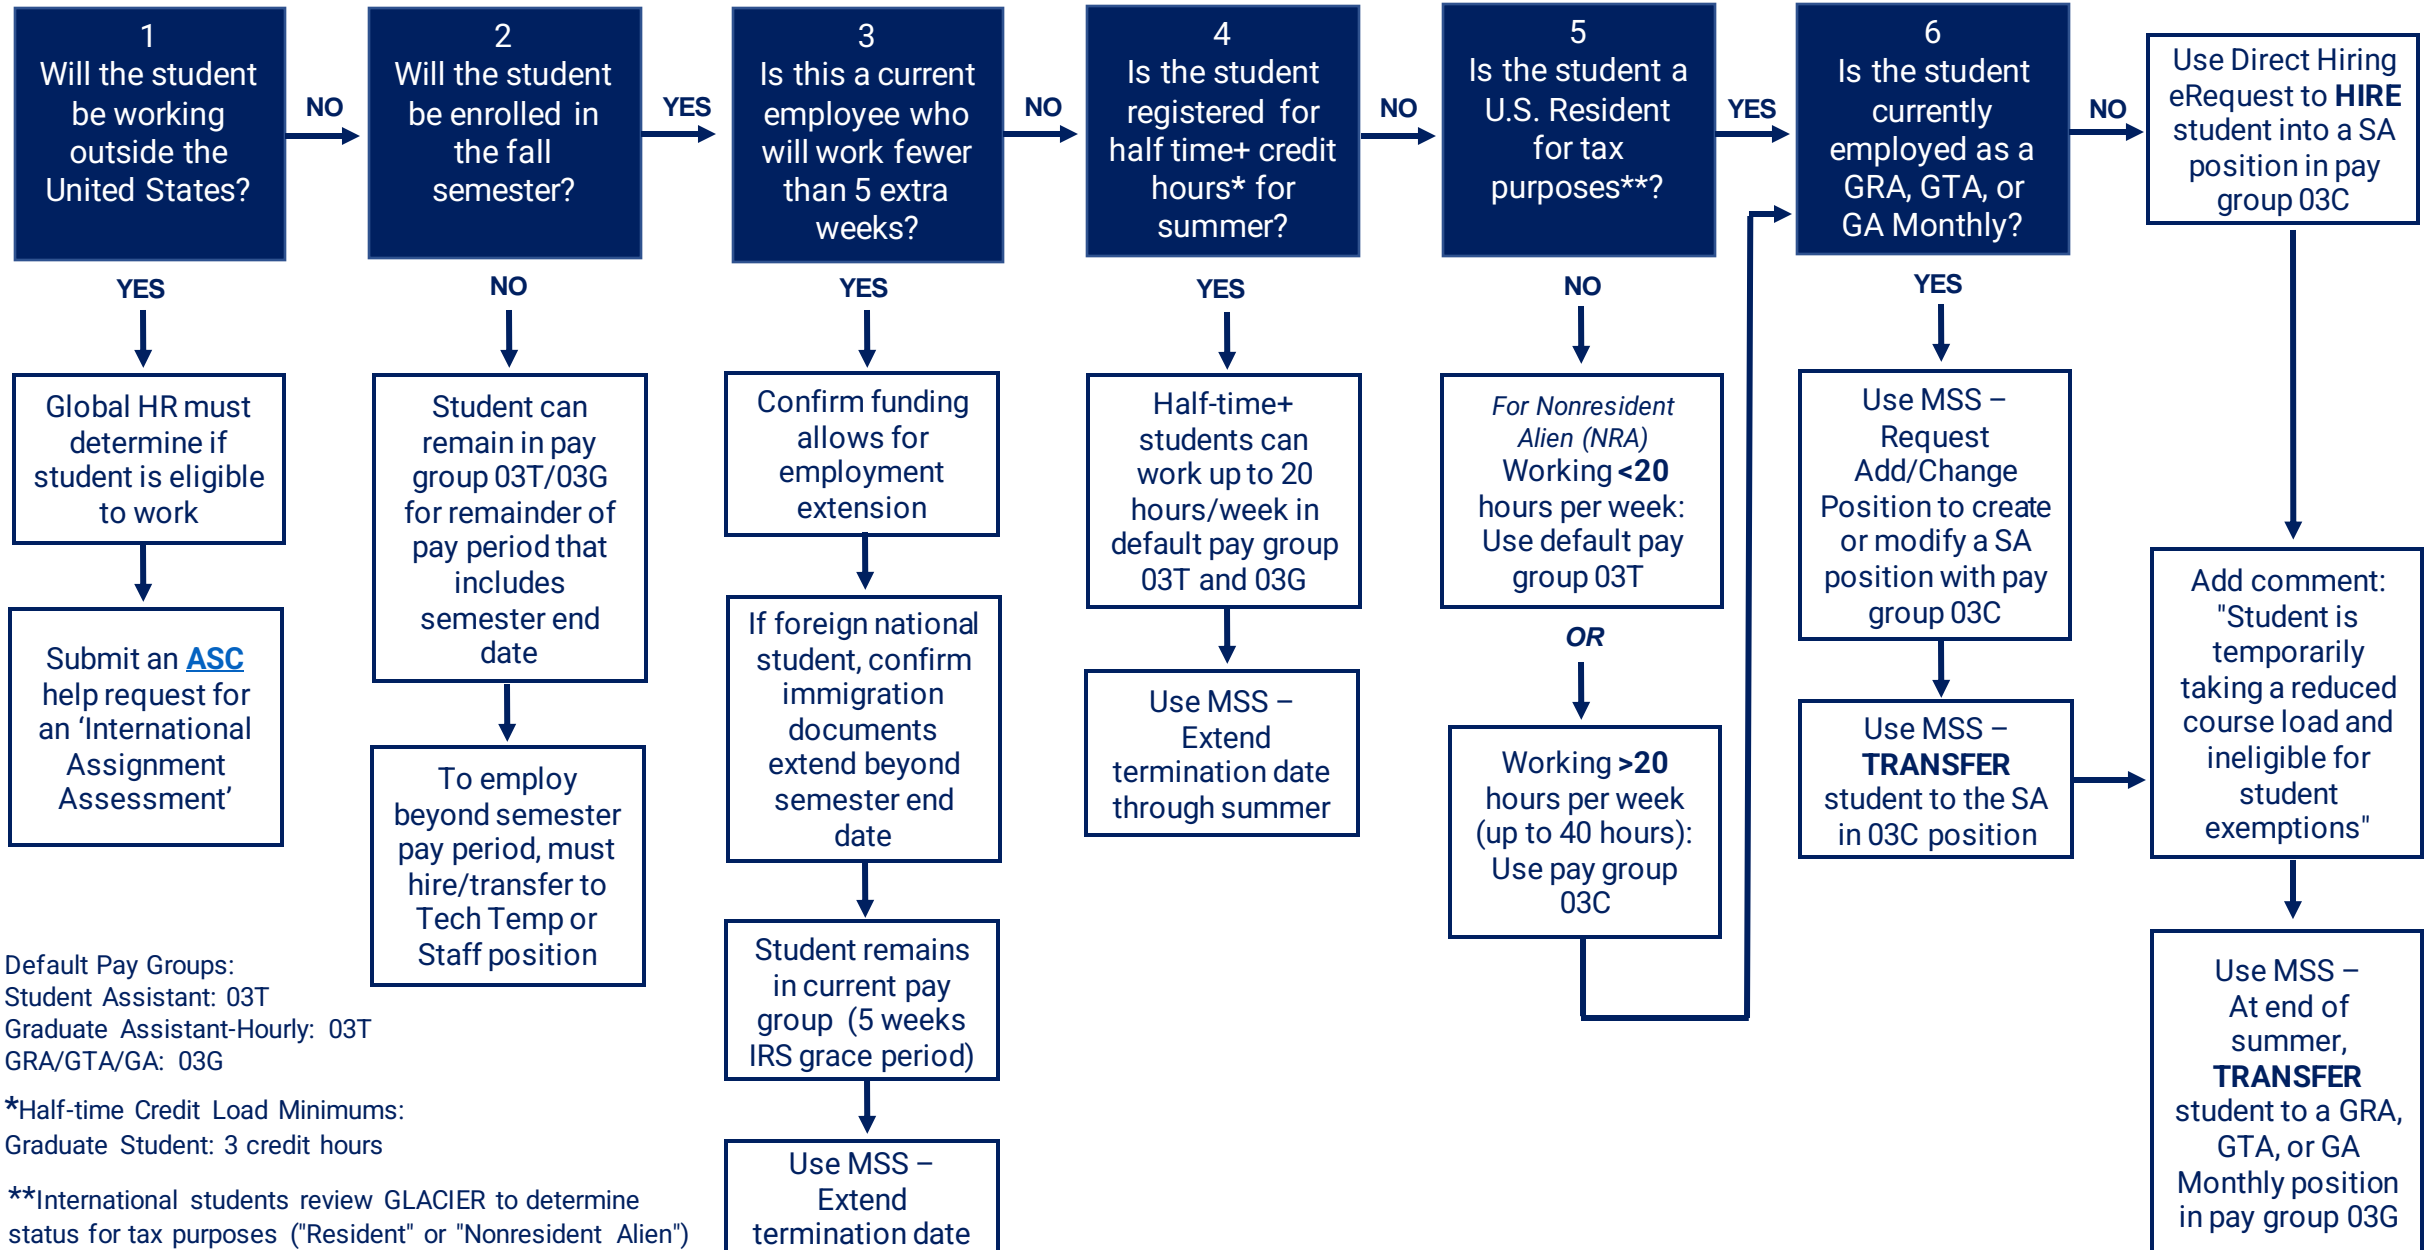 1
Will the student
be working
outside the
United States?
NO
YES
Global HR must
determine if
student is eligible
to work
Submit an ASC
help request for
an ‘International
Assignment
Assessment’
2
Will the student
be enrolled in
the fall
semester?
YES
NO
Student can
remain in pay
group 03T/03G
for remainder of
pay period that
includes
semester end
date
To employ
beyond semester
pay period, must
hire/transfer to
Tech Temp or
Staff position
3
Is this a current
employee who
will work fewer
than 5 extra
weeks?
NO
YES
Confirm funding
allows for
employment
extension
If foreign national
student, confirm
immigration
documents
extend beyond
semester end
date
Student remains
in current pay
group (5 weeks
IRS grace period)
Use MSS –
Extend
termination date
4
Is the student
registered for
half time+ credit
hours* for
summer?
NO
YES
Half-time+
students can
work up to 20
hours/week in
default pay group
03T and 03G
Use MSS –
Extend
termination date
through summer
5
Is the student a
U.S. Resident
for tax
purposes**?
YES
NO
For Nonresident
Alien (NRA)
Working <20
hours per week:
Use default pay
group 03T
OR
Working >20
hours per week
(up to 40 hours):
Use pay group
03C
6
Is the student
currently
employed as a
GRA, GTA, or
GA Monthly?
NO
YES
Use MSS –
Request
Add/Change
Position to create
or modify a SA
position with pay
group 03C
Use MSS –
TRANSFER
student to the SA
in 03C position
Use Direct Hiring
eRequest to HIRE
student into a SA
position in pay
group 03C
Add comment:
"Student is
temporarily
taking a reduced
course load and
ineligible for
student
exemptions"
Use MSS –
At end of
summer,
TRANSFER
student to a GRA,
GTA, or GA
Monthly position
in pay group 03G
Default Pay Groups:
Student Assistant: 03T
Graduate Assistant-Hourly: 03T
GRA/GTA/GA: 03G
*Half-time Credit Load Minimums:
Graduate Student: 3 credit hours
**International students review GLACIER to determine
status for tax purposes ("Resident" or "Nonresident Alien")